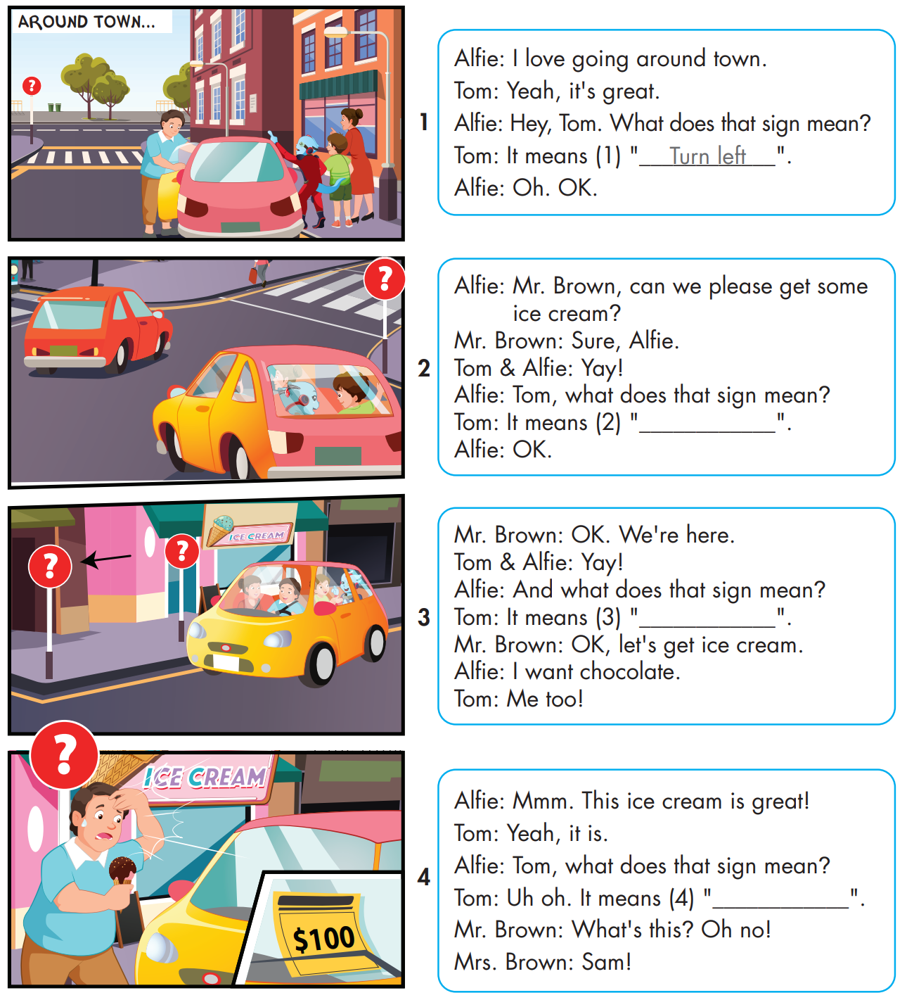 AROUND TOWN...
?
1
Alfie: I love going around town.
Tom: Yeah, it's great.
Alfie: Hey, Tom. What does that sign mean?
Tom: It means (1) "___Turn left___".
Alfie: Oh. OK.
?
2
Alfie: Mr. Brown, can we please get some
ice cream?
Mr. Brown: Sure, Alfie.
Tom & Alfie: Yay!
Alfie: Tom, what does that sign mean?
Tom: It means (2) "____________".
Alfie: OK.
ICE CREAM
?
?
3
Mr. Brown: OK. We're here.
Tom & Alfie: Yay!
Alfie: And what does that sign mean?
Tom: It means (3) "____________".
Mr. Brown: OK, let's get ice cream.
Alfie: I want chocolate.
Tom: Me too!
?
ICE CREAM
$100
4
Alfie: Mmm. This ice cream is great!
Tom: Yeah, it is.
Alfie: Tom, what does that sign mean?
Tom: Uh oh. It means (4) "____________".
Mr. Brown: What's this? Oh no!
Mrs. Brown: Sam!